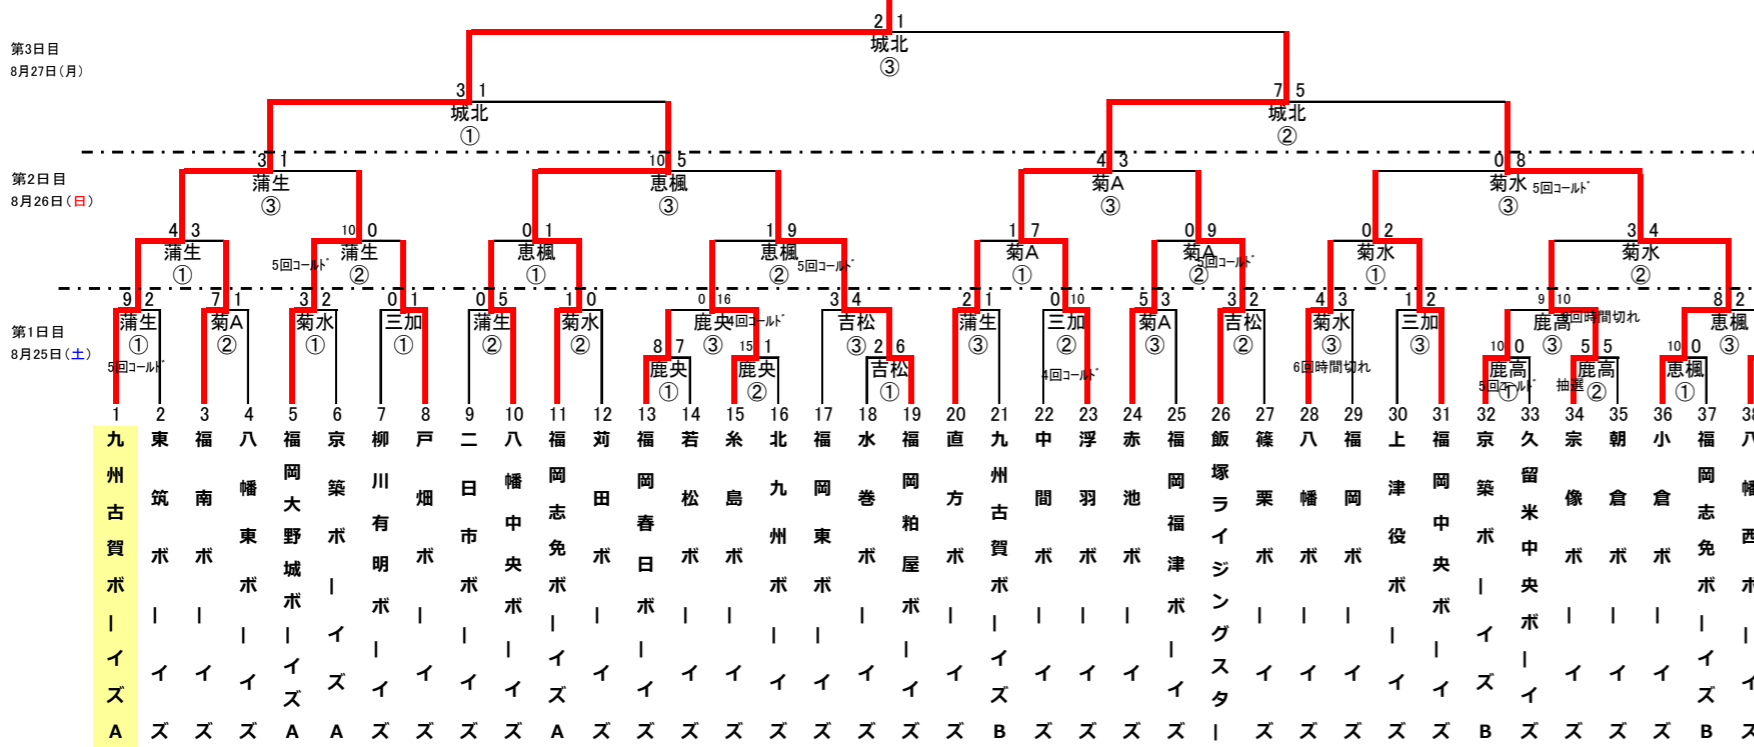 2 1
城北
③
第3日目
8月27日(月)
3 1
城北
①
7 5
城北
②
第2日目
8月26日(日)
3 1
蒲生
③
10 5
恵楓
③
4 3
菊A
③
0 8
菊水
5回コールド
③
4 3
蒲生
①
10 0
蒲生
5回コールド
②
0 1
恵楓
①
1 9
恵楓
5回コールド
②
1 7
菊A
①
0 9
菊A
5回コールド
②
0 2
菊水
①
3 4
菊水
②
第1日目
8月25日(土)
9 2
蒲生
①
5回コールド
7 1
菊A
②
3 2
菊水
①
0 1
三加
①
0 5
蒲生
②
1 0
菊水
②
0 16
鹿央
4回コールド
③
3 4
吉松
③
2 1
蒲生
③
0 10
三加
②
4回コールド
5 3
菊A
③
3 2
吉松
②
4 3
菊水
③
6回時間切れ
1 2
三加
③
9 10
鹿高
6回時間切れ
③
8 2
恵楓
③
8 7
鹿央
①
15 1
鹿央
②
2 6
吉松
①
10 0
鹿高
5回コールド
①
5 5
鹿高
抽選
②
10 0
恵楓
①
1 九州古賀ボーイズA
2 東筑ボーイズ
3 福南ボーイズ
4 八幡東ボーイズ
5 福岡大野城ボーイズA
6 京築ボーイズA
7 柳川有明ボーイズ
8 戸畑ボーイズ
9 二日市ボーイズ
10 八幡中央ボーイズ
11 福岡志免ボーイズA
12 苅田ボーイズ
13 福岡春日ボーイズ
14 若松ボーイズ
15 糸島ボーイズ
16 北九州ボーイズ
17 福岡東ボーイズ
18 水巻ボーイズ
19 福岡粕屋ボーイズ
20 直方ボーイズ
21 九州古賀ボーイズB
22 中間ボーイズ
23 浮羽ボーイズ
24 赤池ボーイズ
25 福岡福津ボーイズ
26 飯塚ライジングスター
27 篠栗ボーイズ
28 八幡ボーイズ
29 福岡ボーイズ
30 上津役ボーイズ
31 福岡中央ボーイズ
32 京築ボーイズB
33 久留米中央ボーイズ
34 宗像ボーイズ
35 朝倉ボーイズ
36 小倉ボーイズ
37 福岡志免ボーイズB
38 八幡西ボーイズ